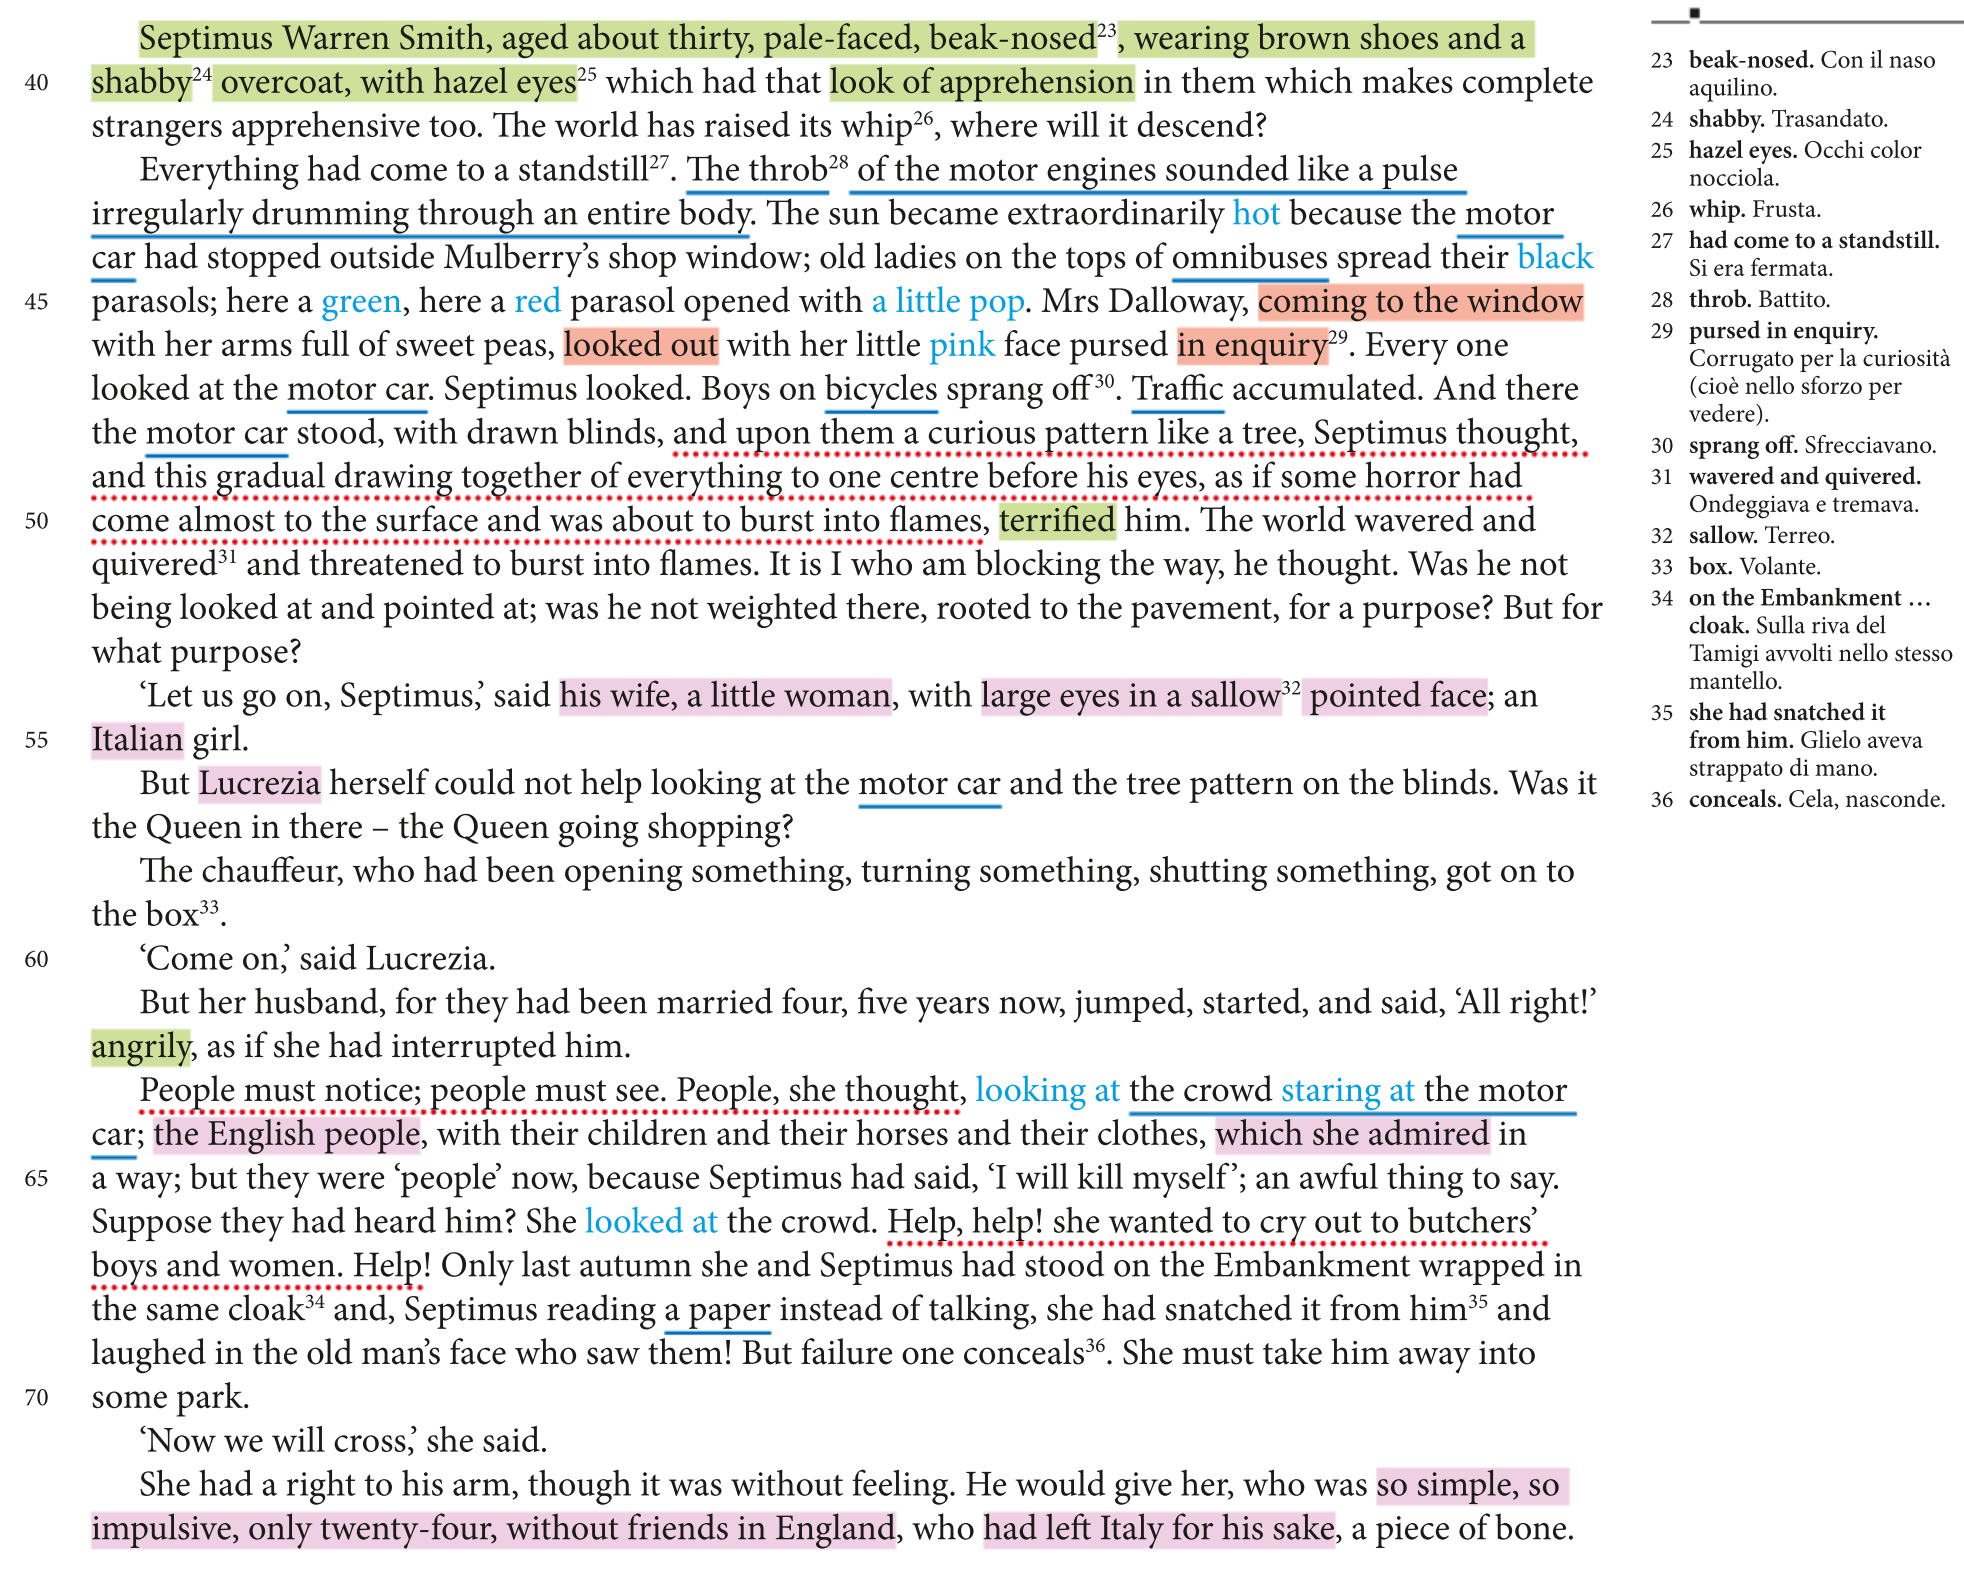 Septimus Warren Smith, aged about thirty, pale-faced, beak-nosed23, wearing brown shoes and a
40 shabby24 overcoat, with hazel eyes25 which had that look of apprehension in them which makes complete
strangers apprehensive too. The world has raised its whip26, where will it descend?
Everything had come to a standstill27. The throb28 of the motor engines sounded like a pulse
irregularly drumming through an entire body. The sun became extraordinarily hot because the motor
car had stopped outside Mulberry’s shop window; old ladies on the tops of omnibuses spread their black
45 parasols; here a green, here a red parasol opened with a little pop. Mrs Dalloway, coming to the window
with her arms full of sweet peas, looked out with her little pink face pursed in enquiry29. Every one
looked at the motor car. Septimus looked. Boys on bicycles sprang off30. Traffic accumulated. And there
the motor car stood, with drawn blinds, and upon them a curious pattern like a tree, Septimus thought,
and this gradual drawing together of everything to one centre before his eyes, as if some horror had
50 come almost to the surface and was about to burst into flames, terrified him. The world wavered and
quivered31 and threatened to burst into flames. It is I who am blocking the way, he thought. Was he not
being looked at and pointed at; was he not weighted there, rooted to the pavement, for a purpose? But for
what purpose?
‘Let us go on, Septimus,’ said his wife, a little woman, with large eyes in a sallow32 pointed face; an
55 Italian girl.
But Lucrezia herself could not help looking at the motor car and the tree pattern on the blinds. Was it
the Queen in there – the Queen going shopping?
The chauffeur, who had been opening something, turning something, shutting something, got on to
the box33.
60 ‘Come on,’ said Lucrezia.
But her husband, for they had been married four, five years now, jumped, started, and said, ‘All right!’
angrily, as if she had interrupted him.
People must notice; people must see. People, she thought, looking at the crowd staring at the motor
car; the English people, with their children and their horses and their clothes, which she admired in
65 a way; but they were ‘people’ now, because Septimus had said, ‘I will kill myself’; an awful thing to say.
Suppose they had heard him? She looked at the crowd. Help, help! she wanted to cry out to butchers’
boys and women. Help! Only last autumn she and Septimus had stood on the Embankment wrapped in
the same cloak34 and, Septimus reading a paper instead of talking, she had snatched it from him35 and
laughed in the old man’s face who saw them! But failure one conceals36. She must take him away into
70 some park.
‘Now we will cross,’ she said.
She had a right to his arm, though it was without feeling. He would give her, who was so simple, so
impulsive, only twenty-four, without friends in England, who had left Italy for his sake, a piece of bone.
23 beak-nosed. Con il naso
aquilino.
24 shabby. Trasandato.
25 hazel eyes. Occhi color
nocciola.
26 whip. Frusta.
27 had come to a standstill.
Si era fermata.
28 throb. Battito.
29 pursed in enquiry.
Corrugato per la curiosità
(cioè nello sforzo per
vedere).
30 sprang off. Sfrecciavano.
31 wavered and quivered.
Ondeggiava e tremava.
32 sallow. Terreo.
33 box. Volante.
34 on the Embankment …
cloak. Sulla riva del
Tamigi avvolti nello stesso
mantello.
35 she had snatched it
from him. Glielo aveva
strappato di mano.
36 conceals. Cela, nasconde.